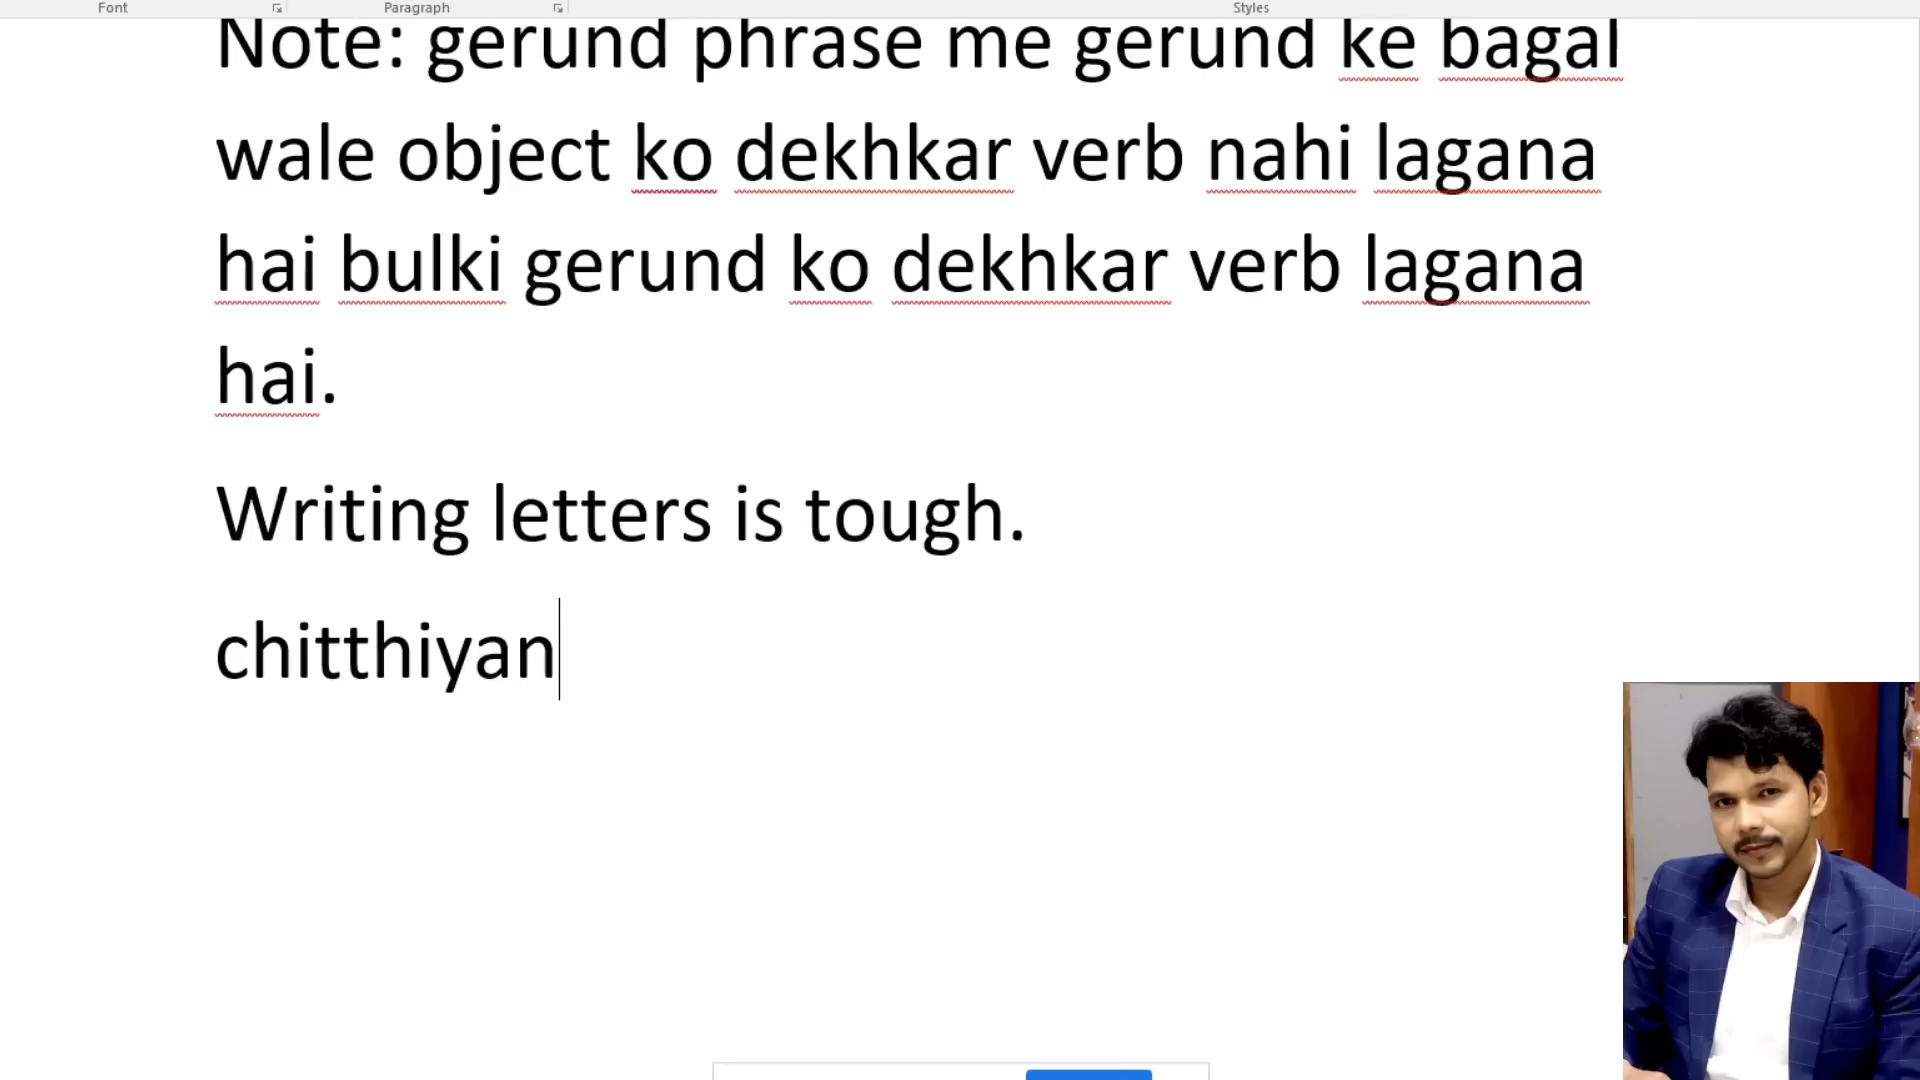 Font Paragraph Styles
Note: gerund phrase me gerund ke bagal
wale object ko dekhkar verb nahi lagana
hai bulki gerund ko dekhkar verb lagana
hai.
Writing letters is tough.
chitthiyan